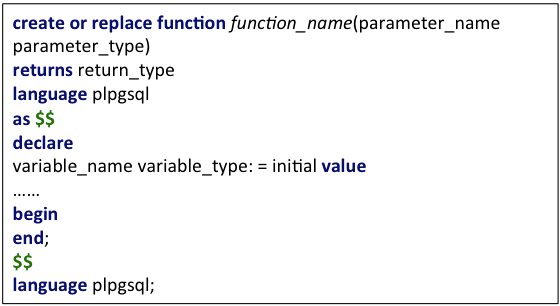 create or replace function function_name(parameter_name
parameter_type)
returns return_type
language plpgsql
as $$
declare
variable_name variable_type: = initial value
……
begin
end;
$$
language plpgsql;